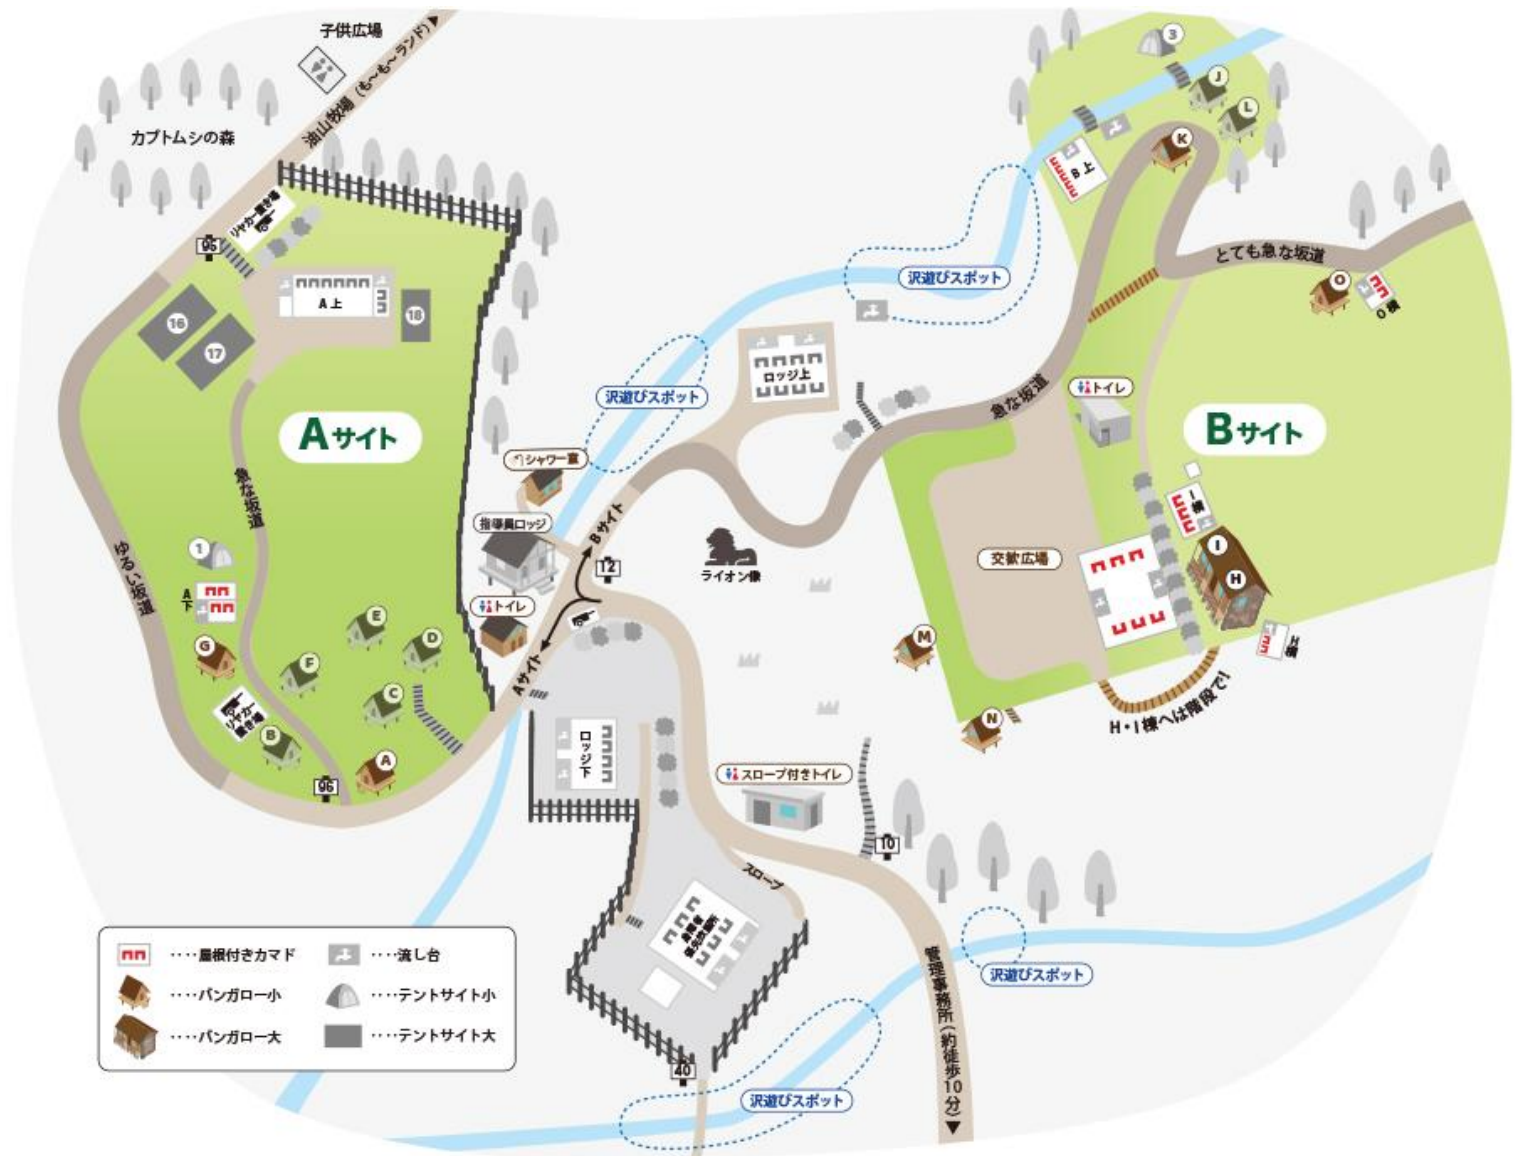 子供広場
油山牧場(も～も～ランド)▼
カブトムシの森
リヤカー置き場
95
A上
16
17
18
Aサイト
急な坂道
ゆるい坂道
1
A下
G
E
D
F
C
リヤカー置き場
B
A
96
シャワー室
指導員ロッジ
トイレ
Bサイト
Aサイト
12
ロッジ下
ロッジ上
沢遊びスポット
沢遊びスポット
ライオン像
3
J
L
K
B上
とても急な坂道
O
O棟
急な坂道
トイレ
Bサイト
交歓広場
I棟
I
H
H棟
H・I棟へは階段で!
M
N
スロープ付きトイレ
10
スロープ
管理事務所(約徒歩10分)▼
沢遊びスポット
沢遊びスポット
40
‥‥屋根付きカマド
‥‥流し台
‥‥バンガロー小
‥‥テントサイト小
‥‥バンガロー大
‥‥テントサイト大